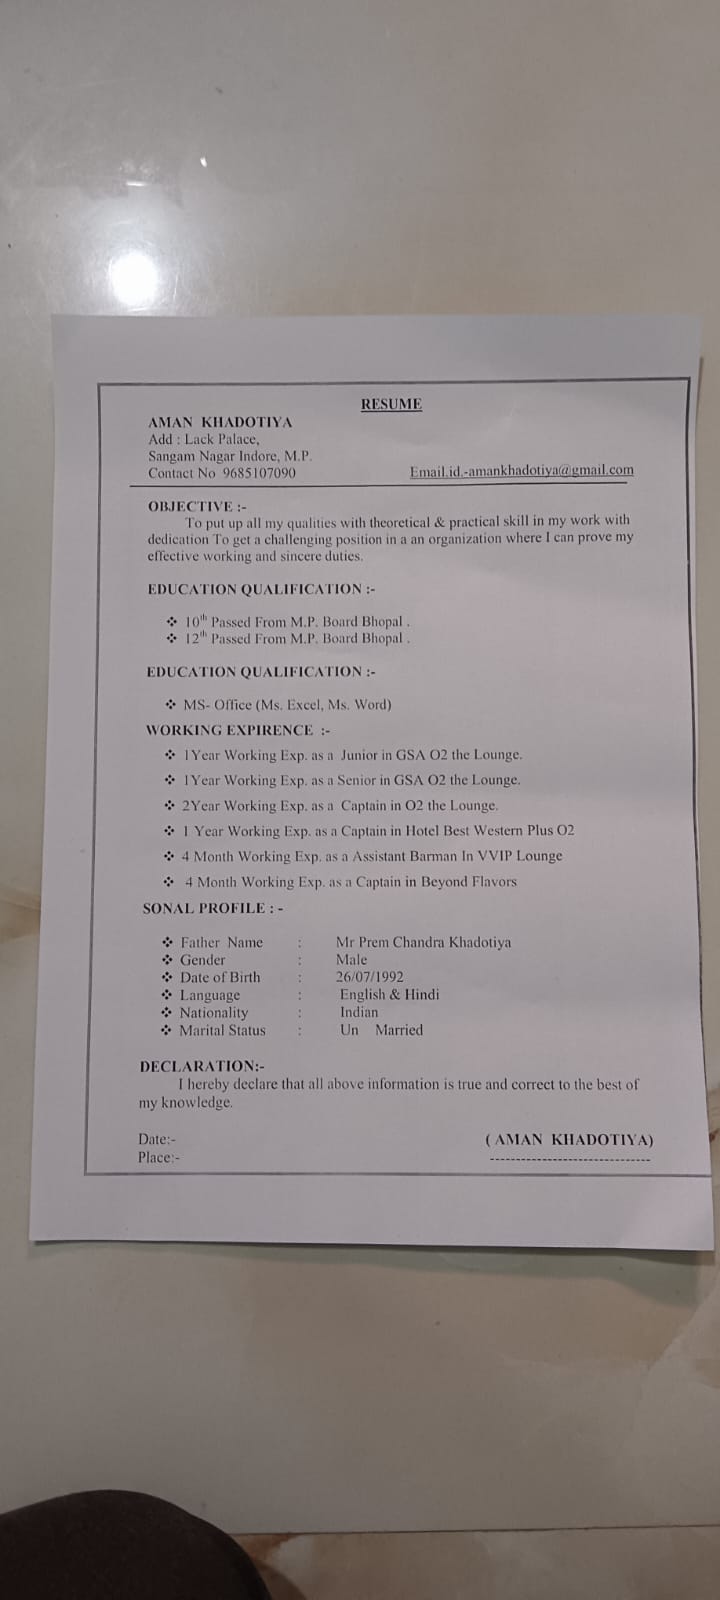 RESUME
AMAN KHADOTIYA
Add : Lack Palace,
Sangam Nagar Indore, M.P.
Contact No 9685107090 Email.id.-amankhadotiya@gmail.com
OBJECTIVE :-
To put up all my qualities with theoretical & practical skill in my work with
dedication To get a challenging position in a an organization where I can prove my
effective working and sincere duties.
EDUCATION QUALIFICATION :-
❖ 10th Passed From M.P. Board Bhopal .
❖ 12th Passed From M.P. Board Bhopal .
EDUCATION QUALIFICATION :-
❖ MS- Office (Ms. Excel, Ms. Word)
WORKING EXPIRENCE :-
❖ 1Year Working Exp. as a Junior in GSA O2 the Lounge.
❖ 1Year Working Exp. as a Senior in GSA O2 the Lounge.
❖ 2Year Working Exp. as a Captain in O2 the Lounge.
❖ 1 Year Working Exp. as a Captain in Hotel Best Western Plus O2
❖ 4 Month Working Exp. as a Assistant Barman In VVIP Lounge
❖ 4 Month Working Exp. as a Captain in Beyond Flavors
SONAL PROFILE : -
❖ Father Name : Mr Prem Chandra Khadotiya
❖ Gender : Male
❖ Date of Birth : 26/07/1992
❖ Language : English & Hindi
❖ Nationality : Indian
❖ Marital Status : Un Married
DECLARATION:-
I hereby declare that all above information is true and correct to the best of
my knowledge.
Date:- ( AMAN KHADOTIYA)
Place:- -------------------------------